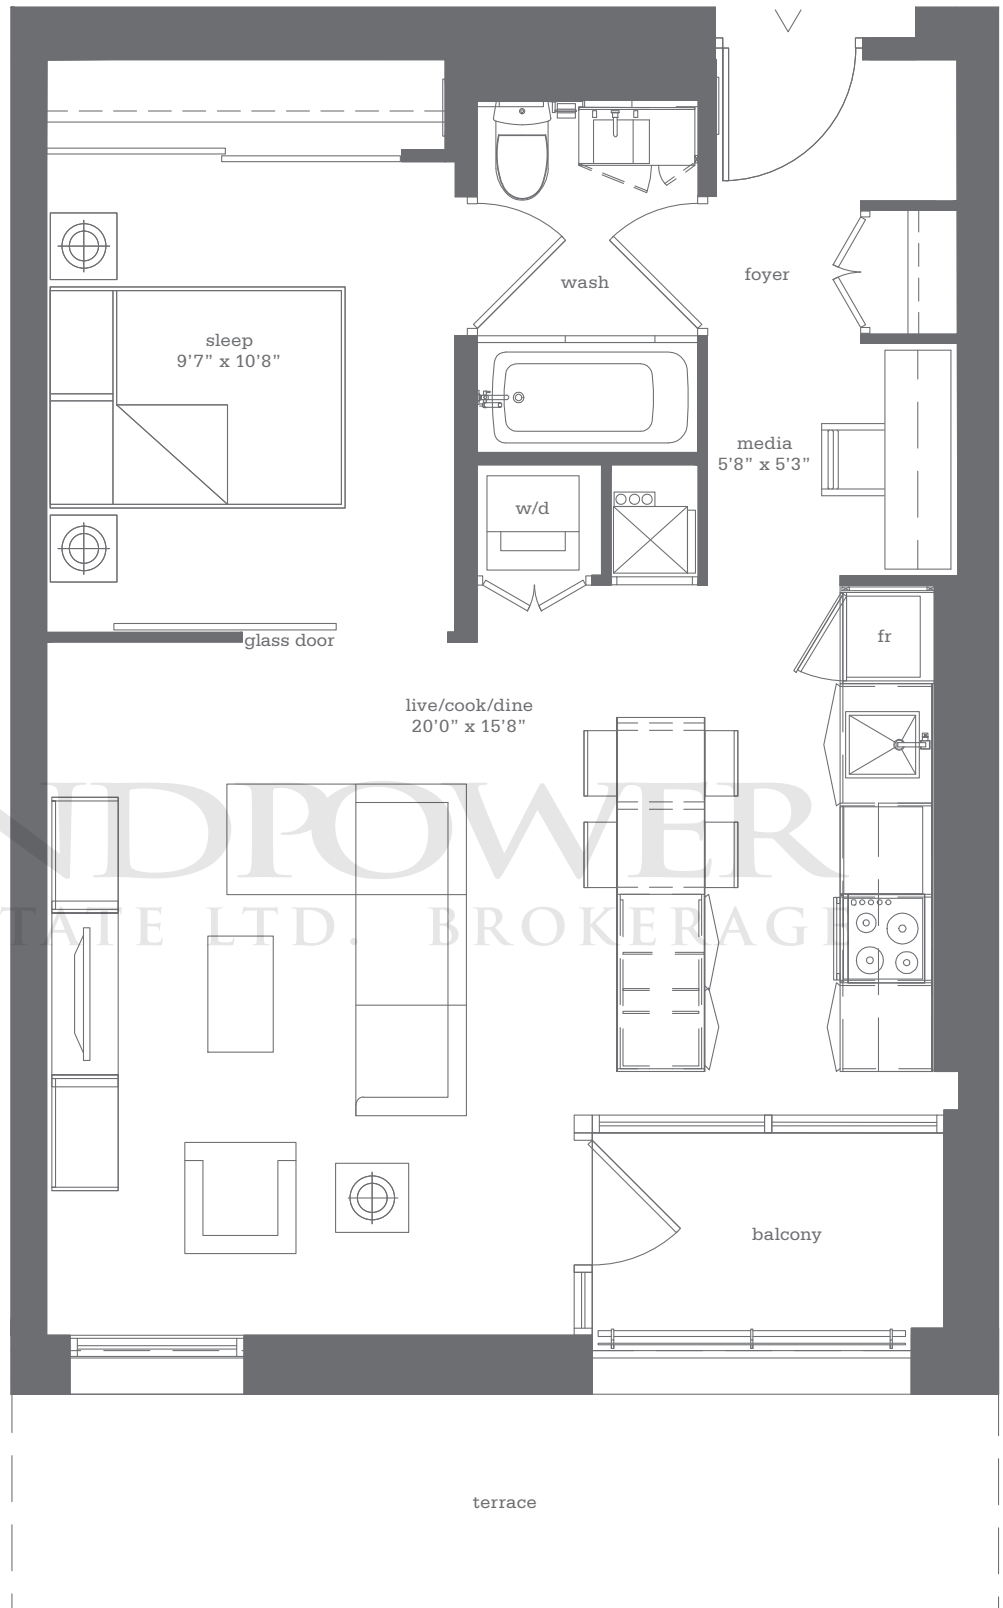 wash
foyer
sleep
9'7" x 10'8"
media
5'8" x 5'3"
w/d
glass door
fr
live/cook/dine
20'0" x 15'8"
NDPOWER
TATE LTD. BROKERAGE
balcony
terrace